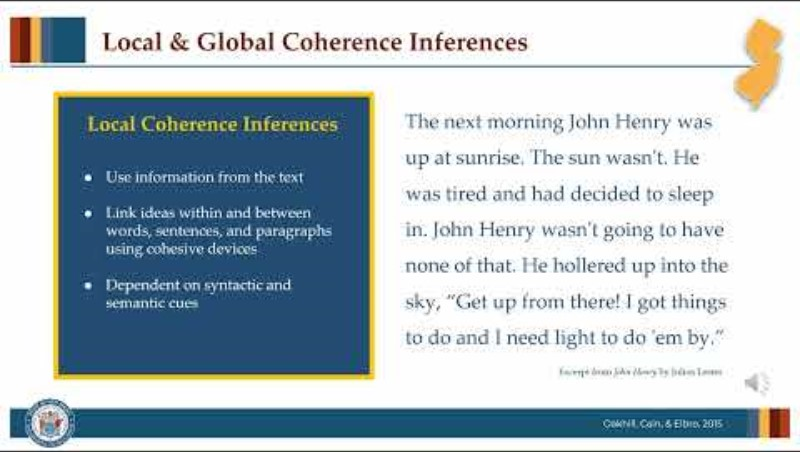 Local & Global Coherence Inferences
Local Coherence Inferences
● Use information from the text
● Link ideas within and between
words, sentences, and paragraphs
using cohesive devices
● Dependent on syntactic and
semantic cues
The next morning John Henry was
up at sunrise. The sun wasn't. He
was tired and had decided to sleep
in. John Henry wasn't going to have
none of that. He hollered up into the
sky, “Get up from there! I got things
to do and I need light to do 'em by.”
Excerpt from John Henry by Julius Lester
Oakhill, Cain, & Elbro, 2015